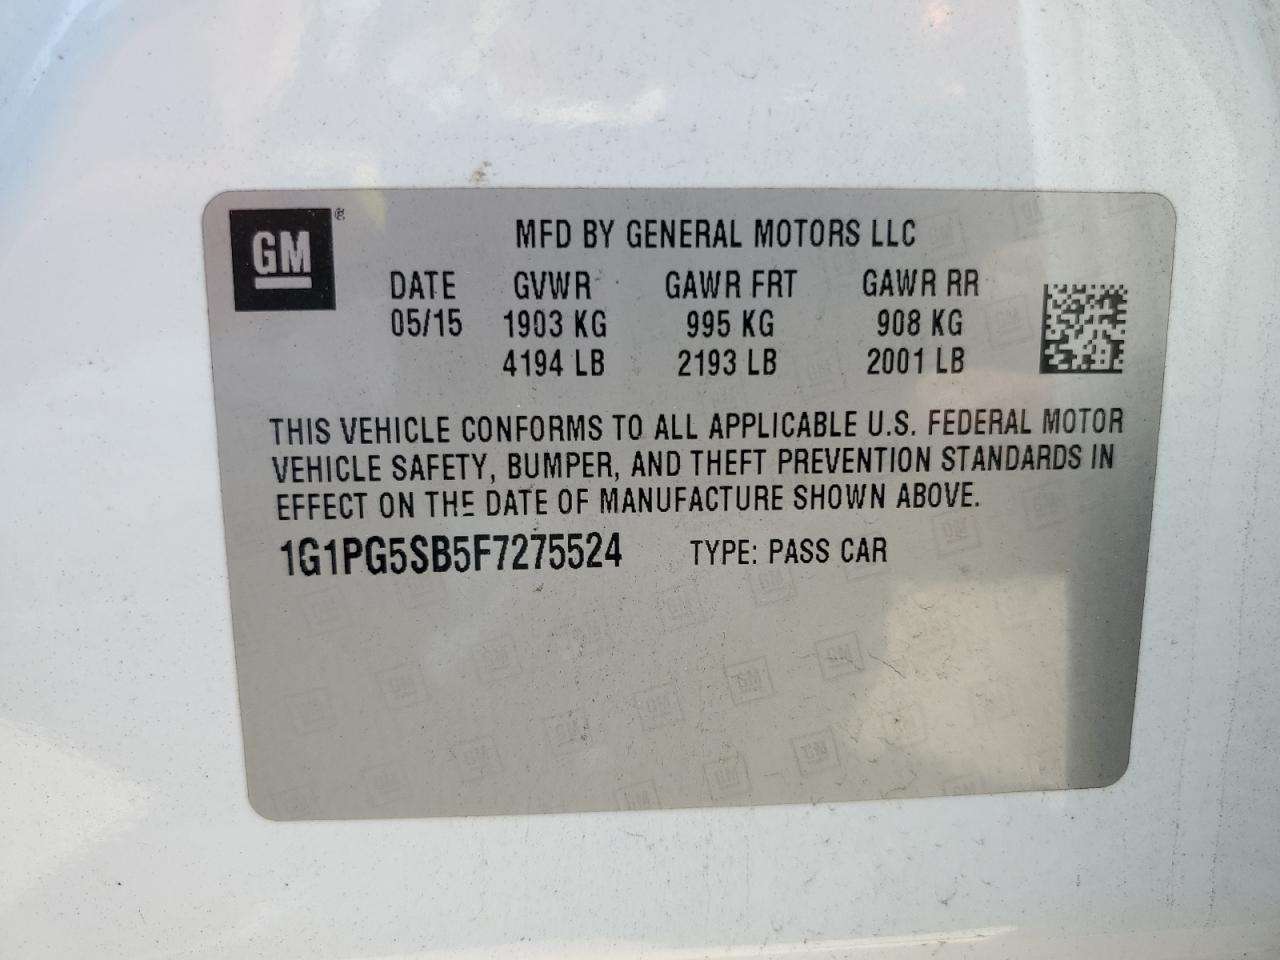 GM®
MFD BY GENERAL MOTORS LLC
DATE GVWR GAWR FRT GAWR RR
05/15 1903 KG 995 KG 908 KG
4194 LB 2193 LB 2001 LB
THIS VEHICLE CONFORMS TO ALL APPLICABLE U.S. FEDERAL MOTOR
VEHICLE SAFETY, BUMPER, AND THEFT PREVENTION STANDARDS IN
EFFECT ON THE DATE OF MANUFACTURE SHOWN ABOVE.
1G1PG5SB5F7275524 TYPE: PASS CAR